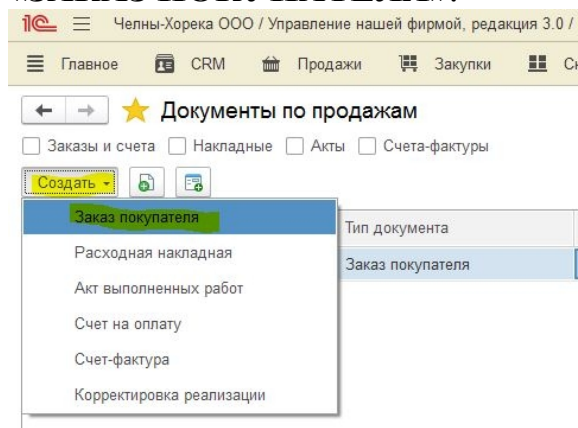 1С Челны-Хорека ООО / Управление нашей фирмой, редакция 3.0 /
Главное CRM Продажи Закупки
Документы по продажам
Заказы и счета Накладные Акты Счета-фактуры
Создать
Заказ покупателя
Тип документа
Расходная накладная
Заказ покупателя
Акт выполненных работ
Счет на оплату
Счет-фактура
Корректировка реализации